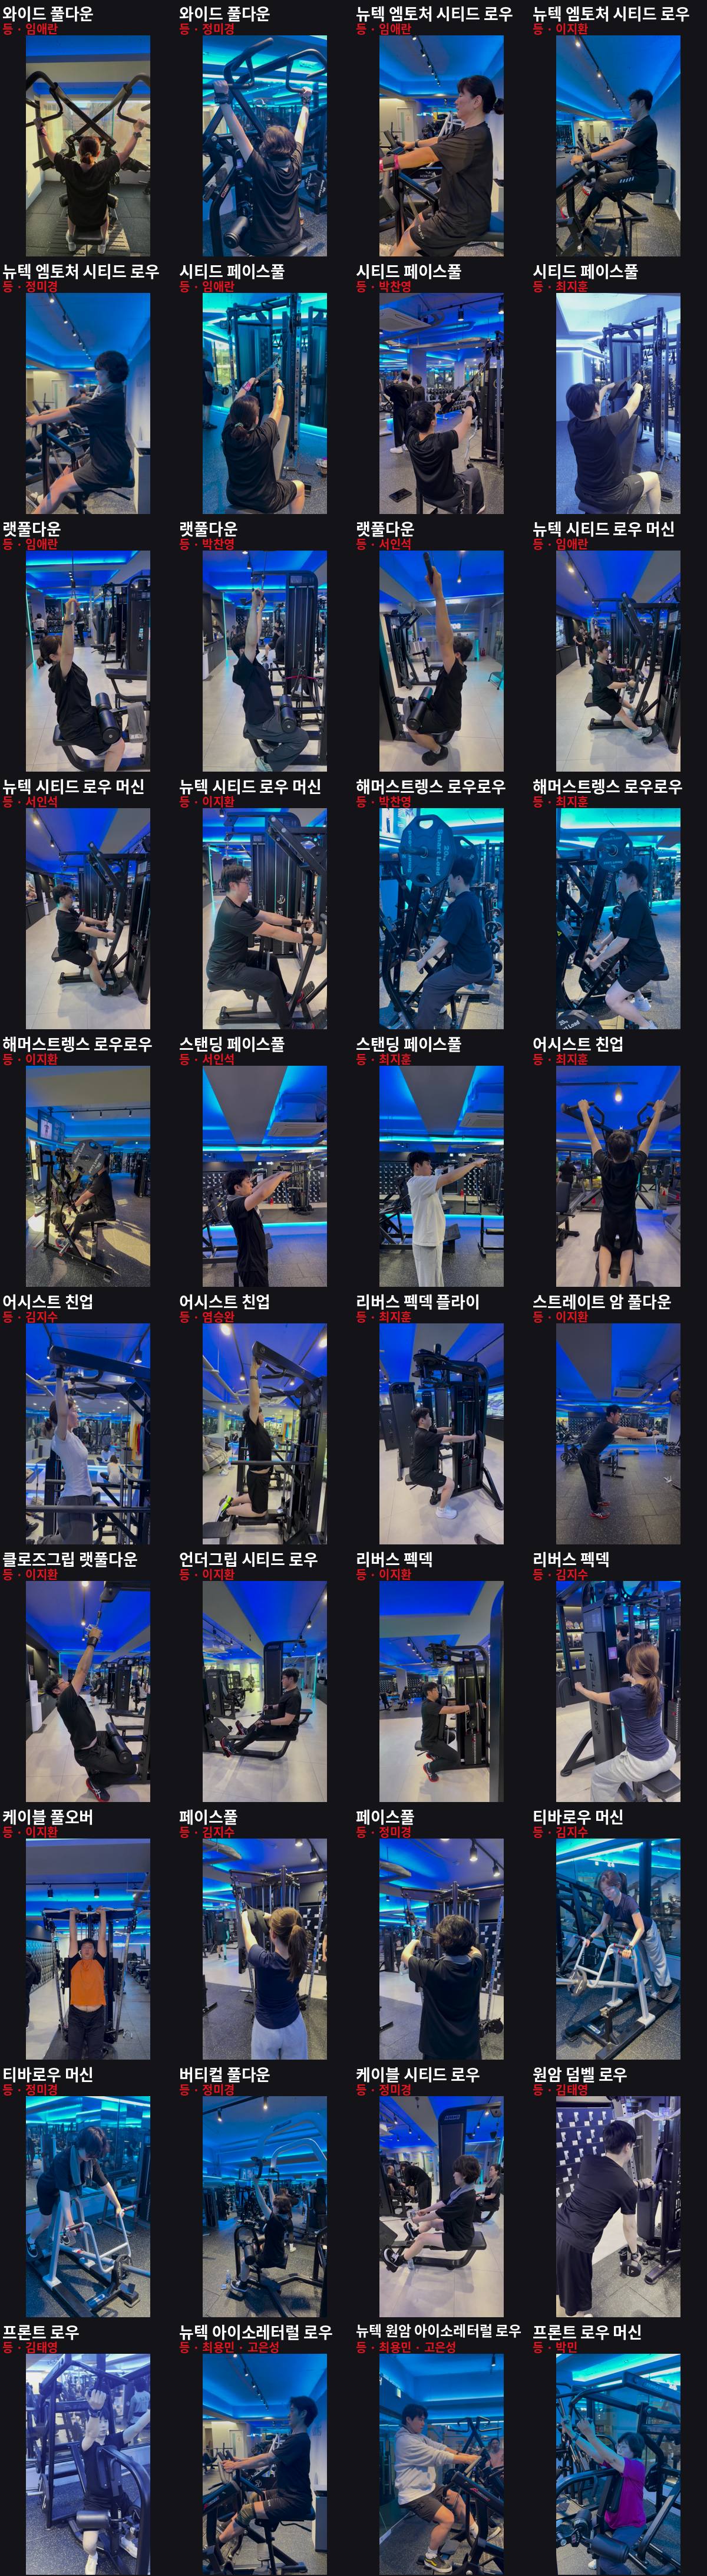 와이드 풀다운
등 · 임애란
와이드 풀다운
등 · 정미경
뉴텍 엠토처 시티드 로우
등 · 임애란
뉴텍 엠토처 시티드 로우
등 · 이지환
뉴텍 엠토처 시티드 로우
등 · 정미경
시티드 페이스풀
등 · 임애란
시티드 페이스풀
등 · 박찬영
시티드 페이스풀
등 · 최지훈
랫풀다운
등 · 임애란
랫풀다운
등 · 박찬영
랫풀다운
등 · 서인석
뉴텍 시티드 로우 머신
등 · 임애란
뉴텍 시티드 로우 머신
등 · 서인석
뉴텍 시티드 로우 머신
등 · 이지환
해머스트렝스 로우로우
등 · 박찬영
해머스트렝스 로우로우
등 · 최지훈
해머스트렝스 로우로우
등 · 이지환
스탠딩 페이스풀
등 · 서인석
스탠딩 페이스풀
등 · 최지훈
어시스트 친업
등 · 최지훈
어시스트 친업
등 · 김지수
어시스트 친업
등 · 염승완
리버스 펙덱 플라이
등 · 최지훈
스트레이트 암 풀다운
등 · 이지환
클로즈그립 랫풀다운
등 · 이지환
언더그립 시티드 로우
등 · 이지환
리버스 펙덱
등 · 이지환
리버스 펙덱
등 · 김지수
케이블 풀오버
등 · 이지환
페이스풀
등 · 김지수
페이스풀
등 · 정미경
티바로우 머신
등 · 김지수
티바로우 머신
등 · 정미경
버티컬 풀다운
등 · 정미경
케이블 시티드 로우
등 · 정미경
원암 덤벨 로우
등 · 김태영
프론트 로우
등 · 김태영
뉴텍 아이소레터럴 로우
등 · 최용민 · 고은성
뉴텍 원암 아이소레터럴 로우
등 · 최용민 · 고은성
프론트 로우 머신
등 · 박민